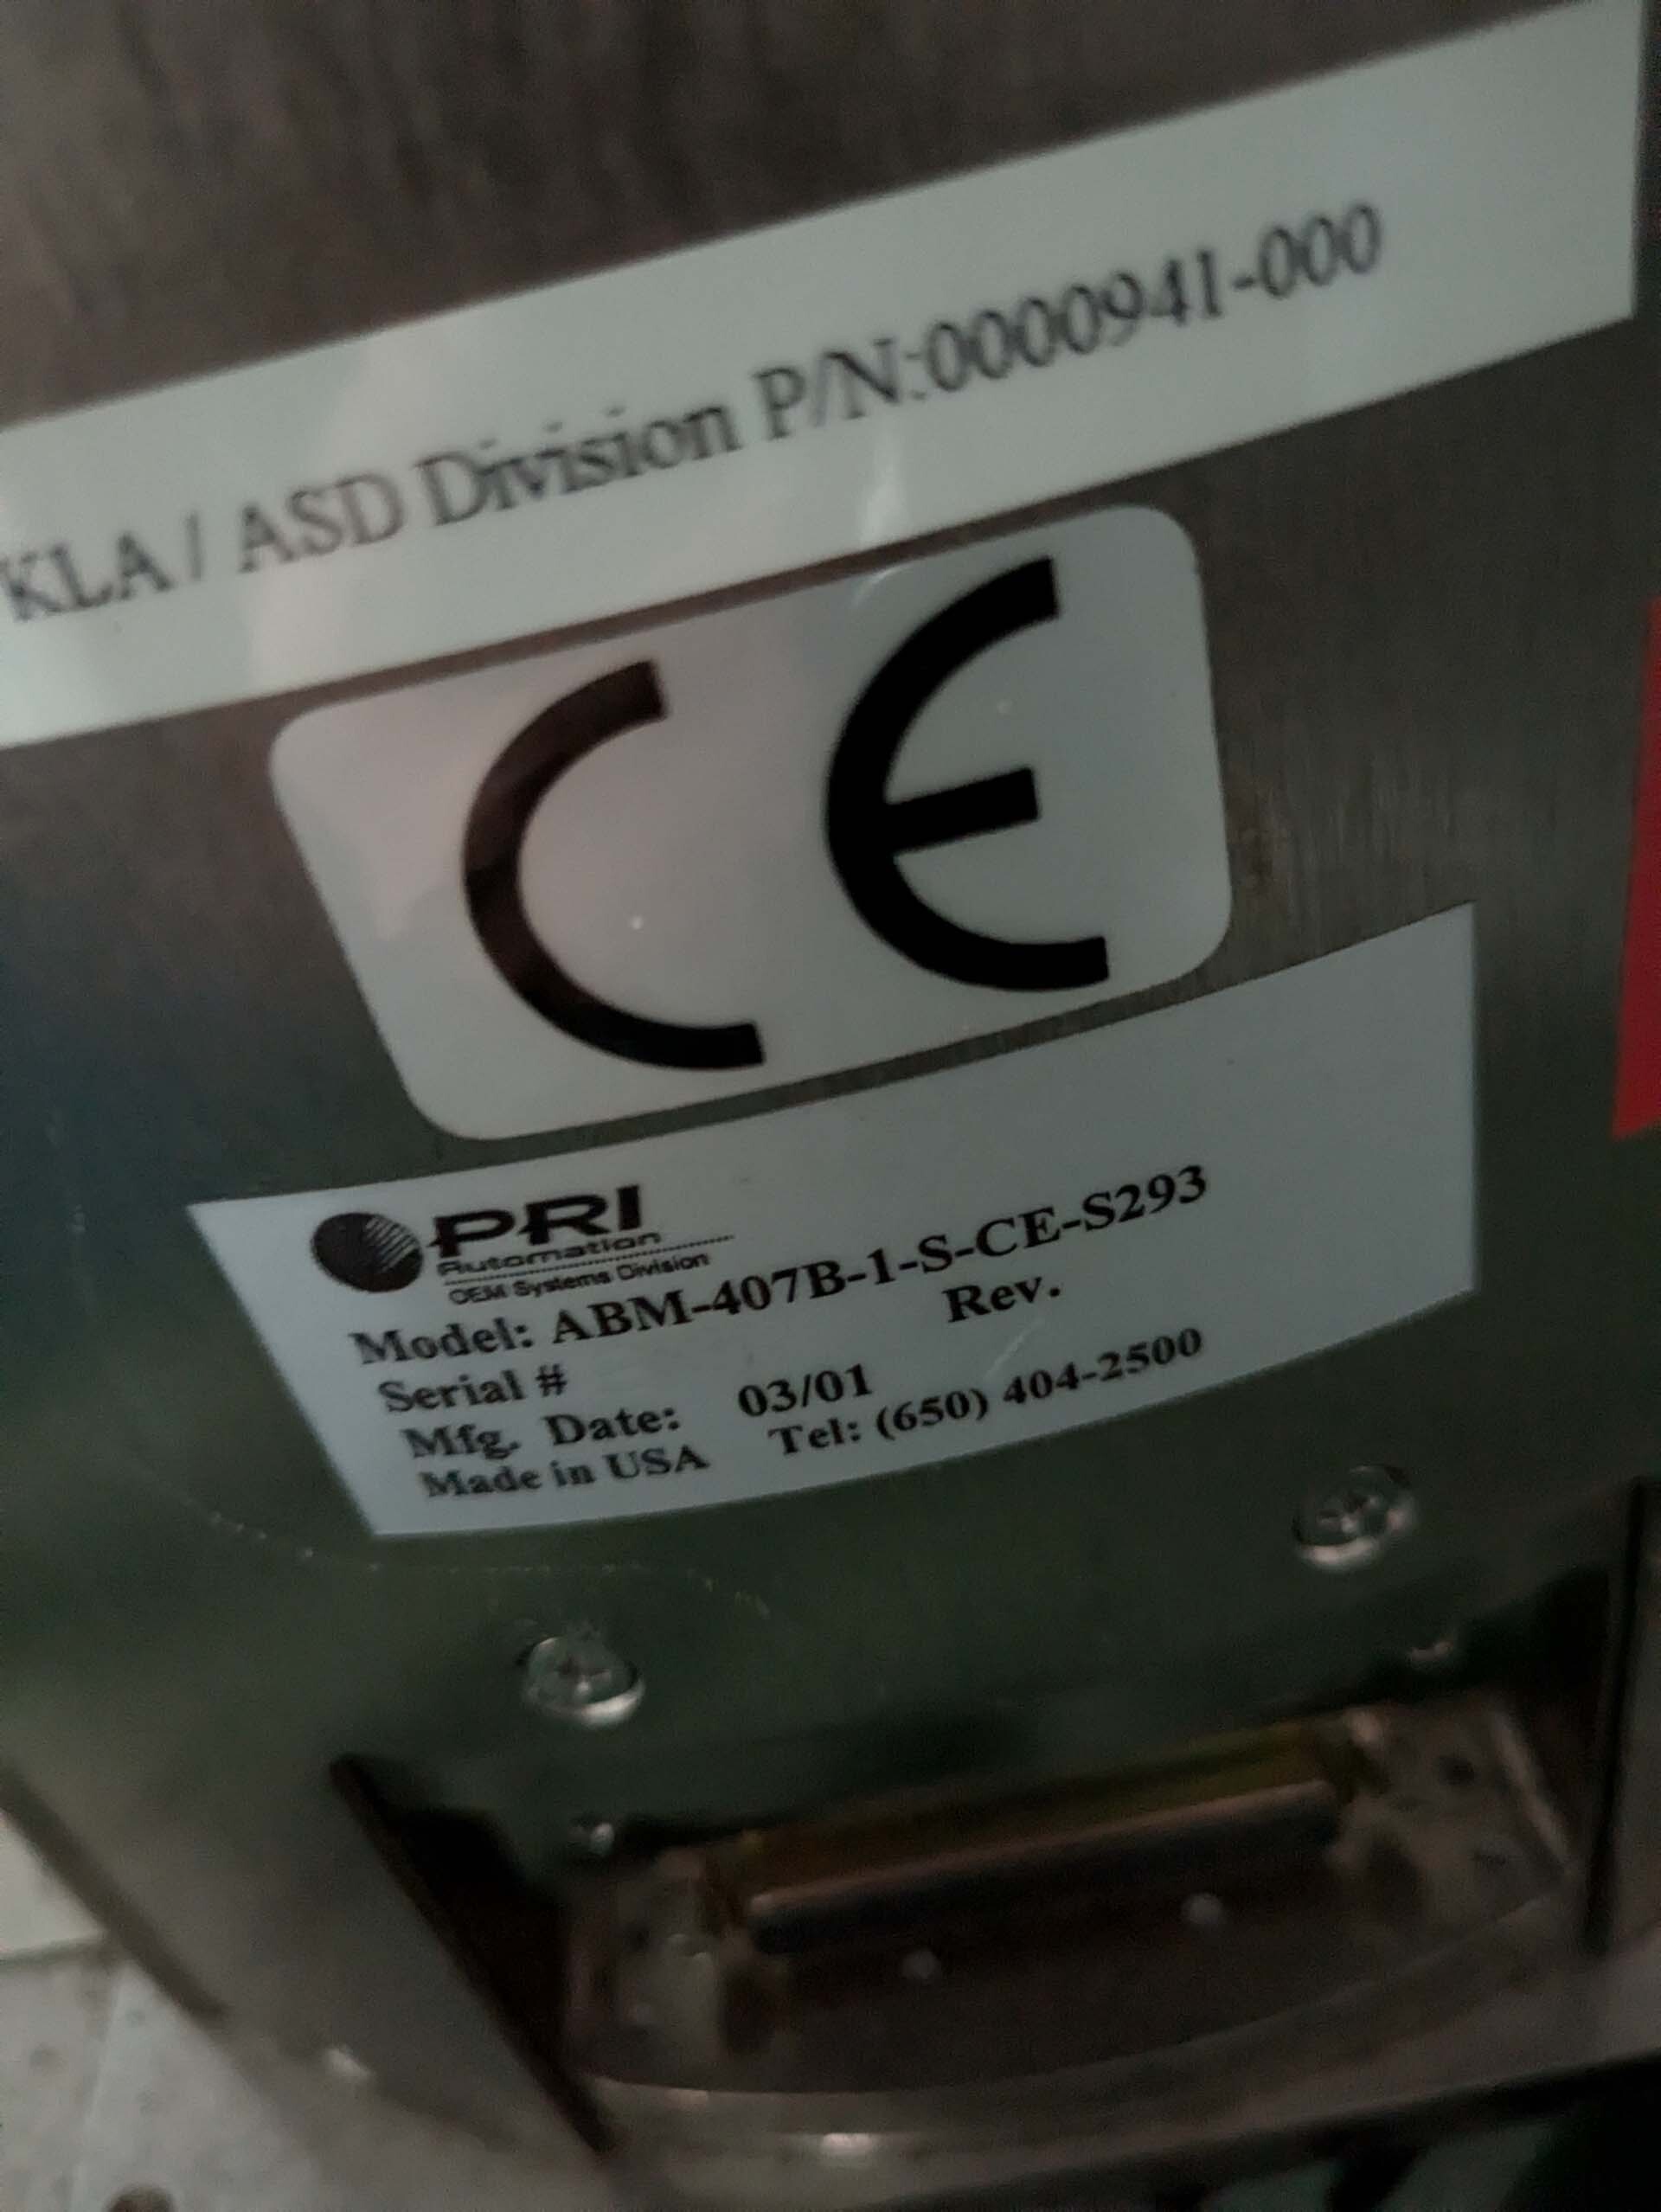 KLA / ASD Division P/N:0000941-000
CE
PRI
Automation
OEM Systems Division
Model: ABM-407B-1-S-CE-S293
Serial # Rev.
Mfg. Date: 03/01
Made in USA Tel: (650) 404-2500